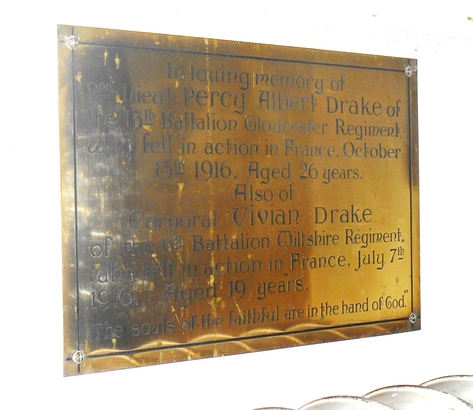 In loving memory of
2nd Lieut. Percy Albert Drake of
the 13th Battalion Gloucester Regiment.
Who fell in action in France, October
13th 1916. Aged 26 years.
Also of
Corporal Vivian Drake
of the 6th Battalion Wiltshire Regiment,
who fell in action in France, July 7th
1916. Aged 19 years.
"The souls of the faithful are in the hand of God."